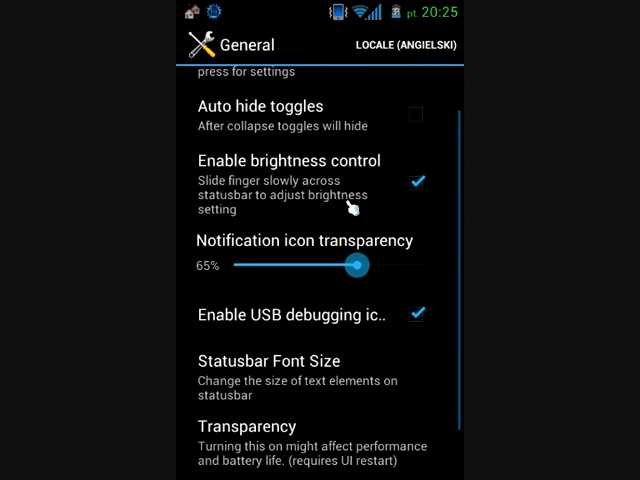 pt. 20:25
General
LOCALE (ANGIELSKI)
press for settings
Auto hide toggles
After collapse toggles will hide
Enable brightness control
Slide finger slowly across
statusbar to adjust brightness
setting
Notification icon transparency
65%
Enable USB debugging ic..
Statusbar Font Size
Change the size of text elements on
statusbar
Transparency
Turning this on might affect performance
and battery life. (requires UI restart)